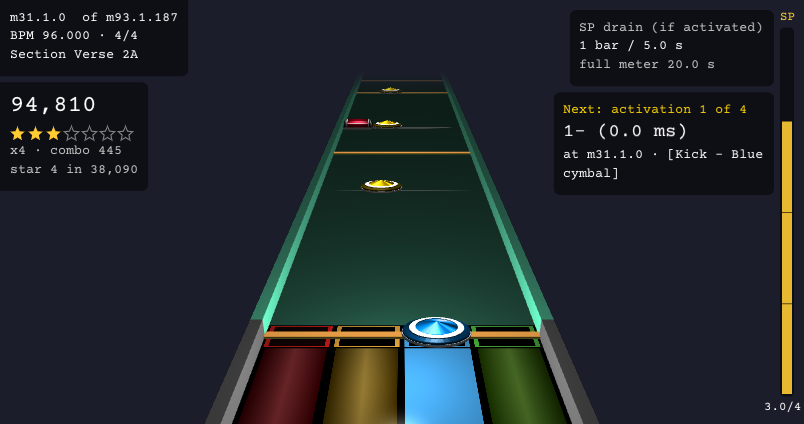 m31.1.0  of m93.1.187
BPM 96.000 · 4/4
Section Verse 2A
94,810
x4 · combo 445
star 4 in 38,090
SP drain (if activated)
1 bar / 5.0 s
full meter 20.0 s
Next: activation 1 of 4
1– (0.0 ms)
at m31.1.0 · [Kick – Blue
cymbal]
SP
3.0/4